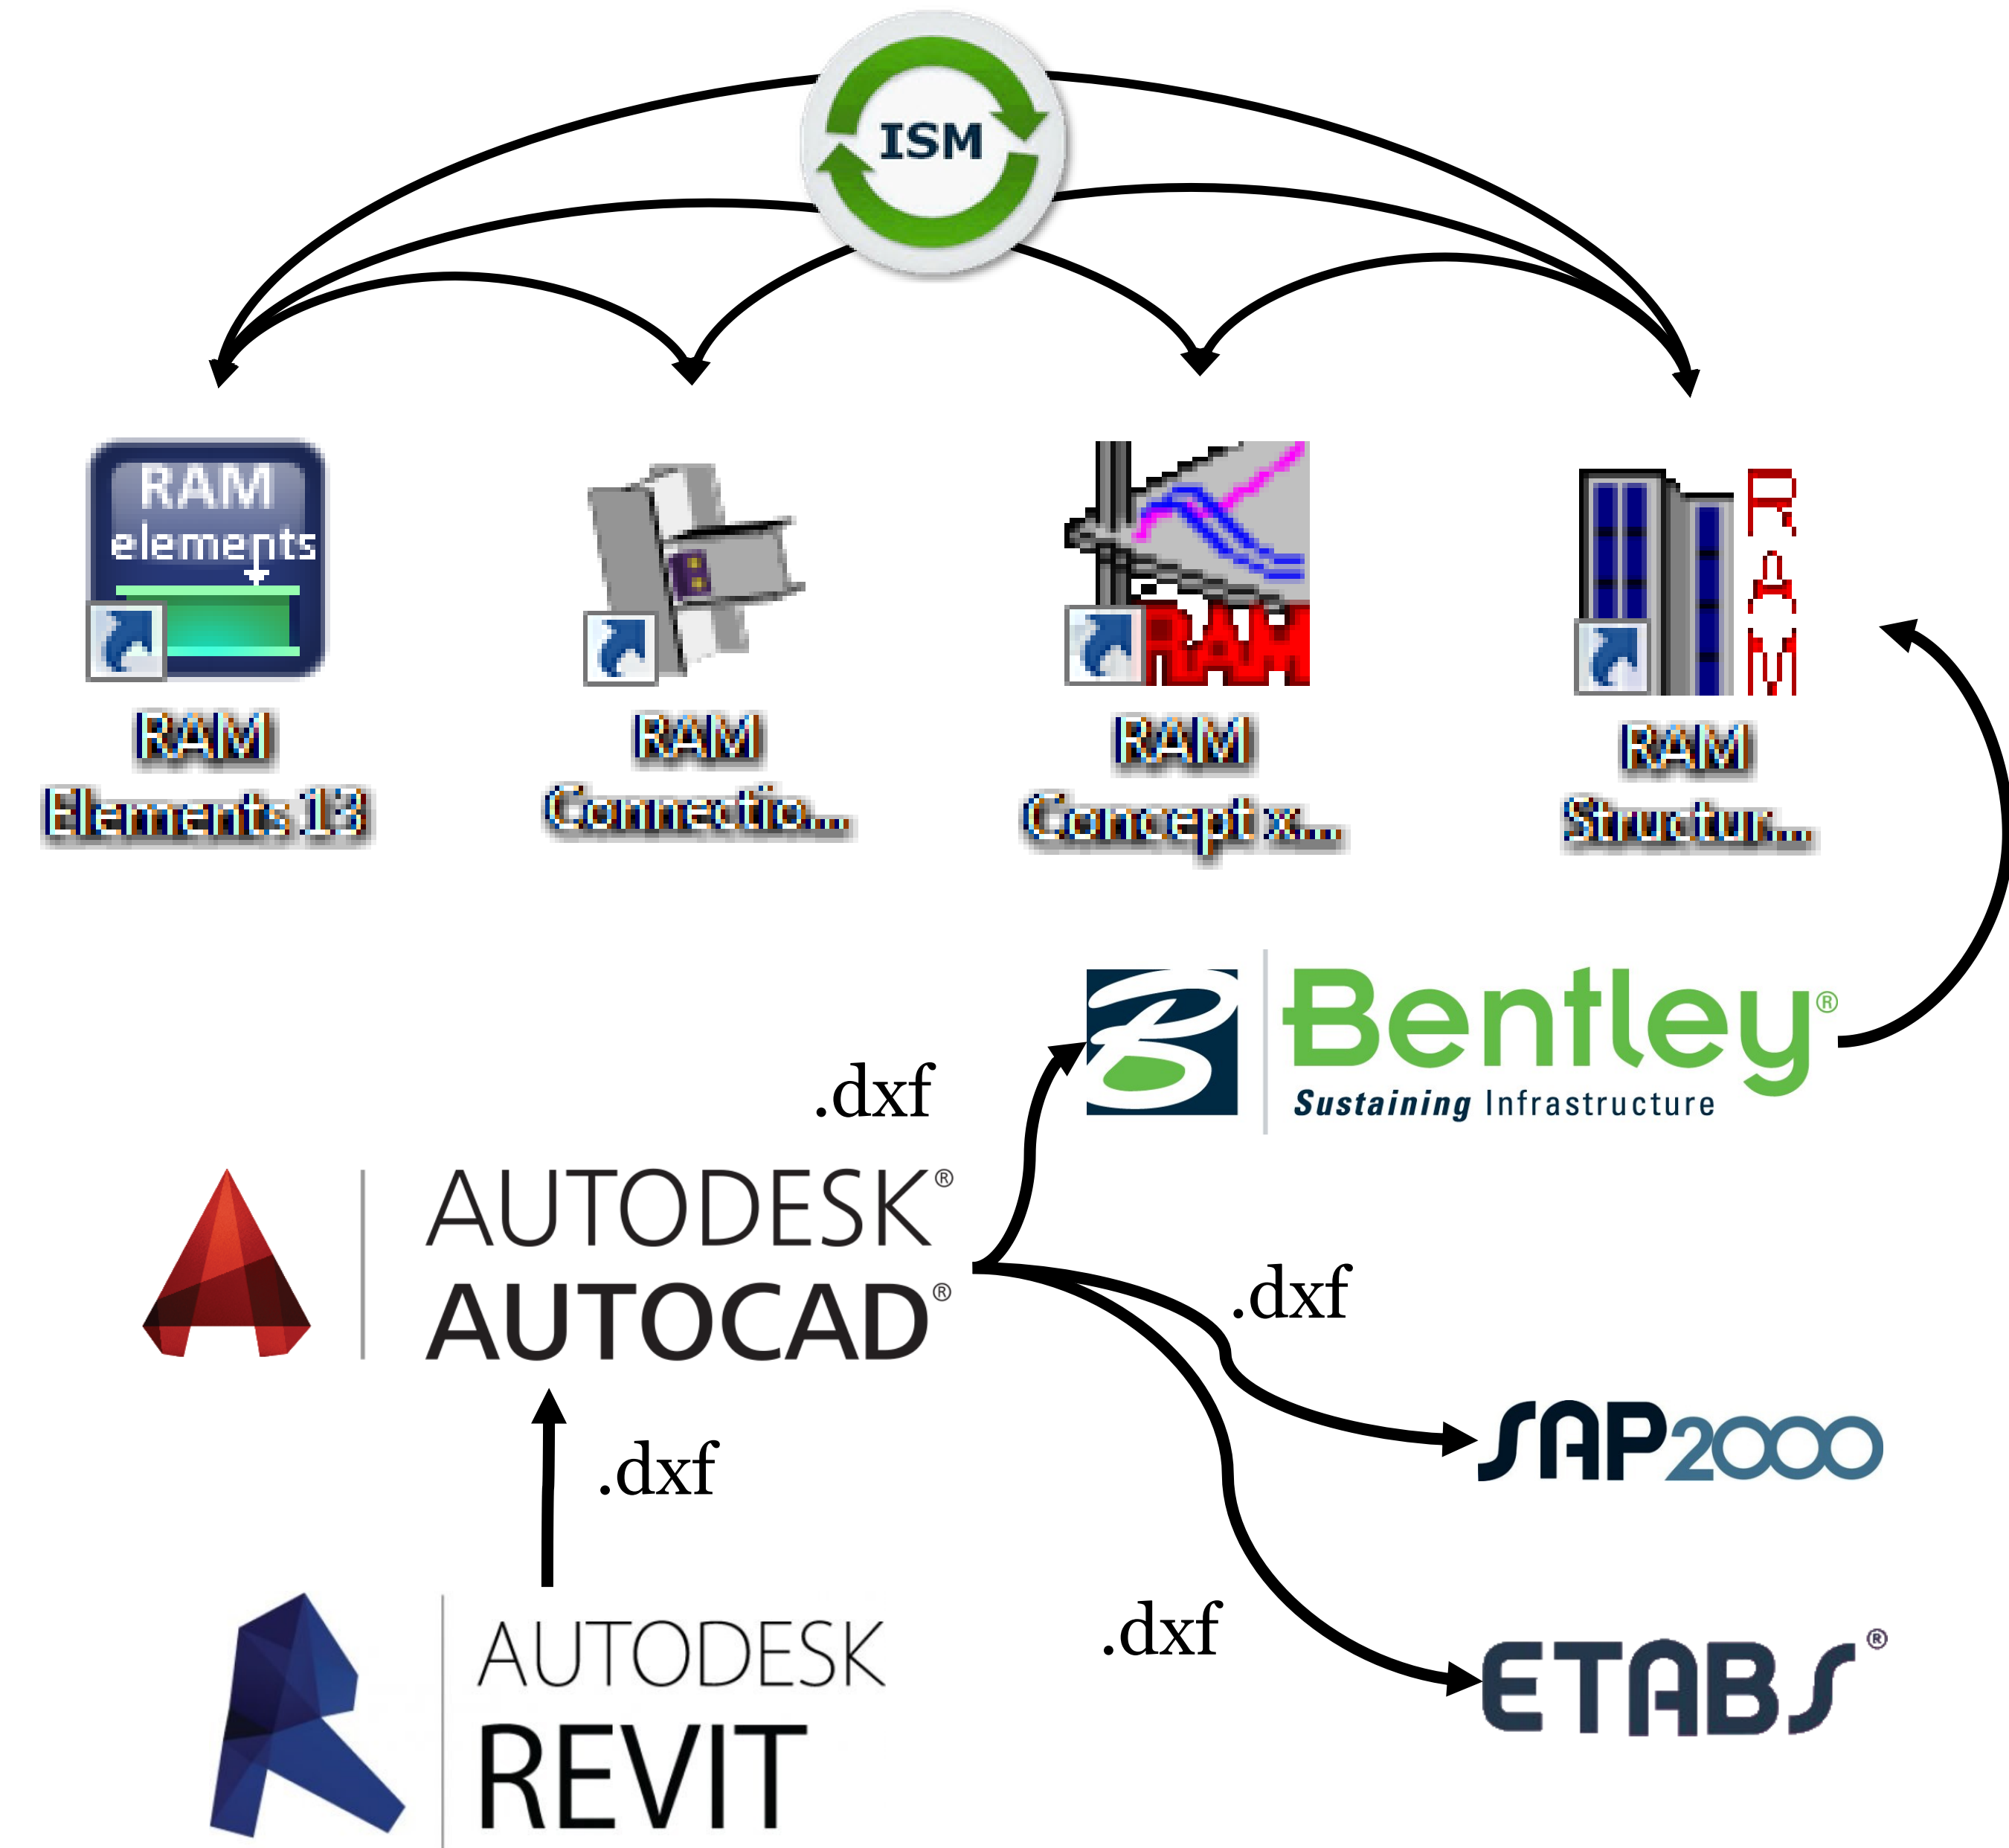 ISM
RAM
elements
RAM
Elements 13
B
RAM
Connectio...
RAM
RAM
Concept x...
RAM
RAM
Structur...
B
Bentley®
Sustaining Infrastructure
.dxf
AUTODESK®
AUTOCAD®
.dxf
SAP2000
.dxf
.dxf
ETABS®
AUTODESK
REVIT